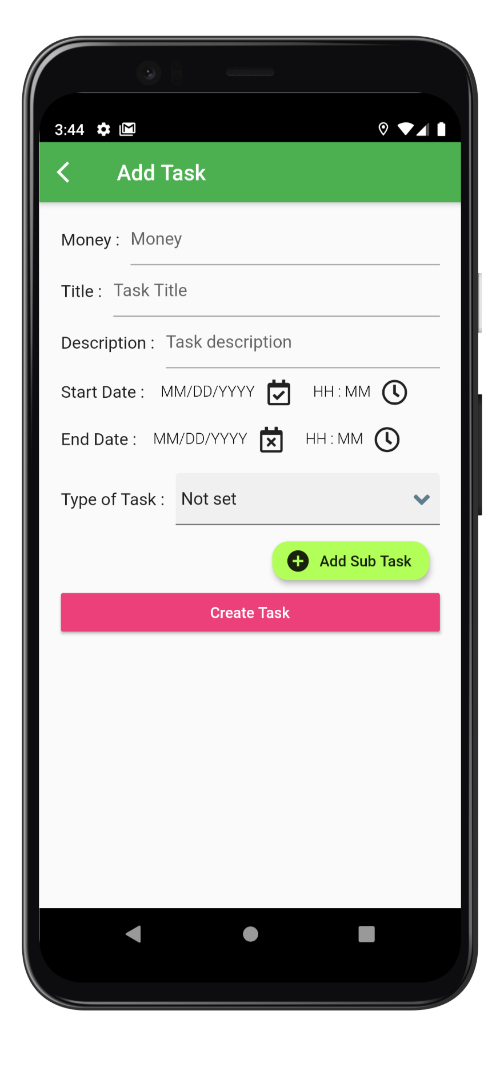 3:44
Add Task
Money : Money
Title : Task Title
Description : Task description
Start Date : MM/DD/YYYY HH : MM
End Date : MM/DD/YYYY HH : MM
Type of Task : Not set
Add Sub Task
Create Task